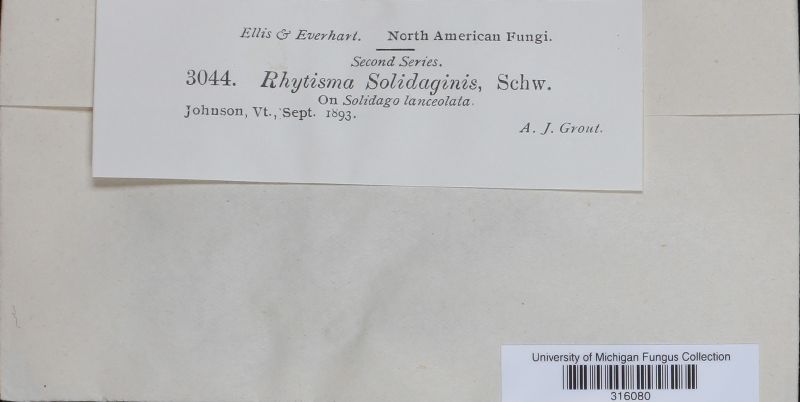 Ellis & Everhart. North American Fungi.
Second Series.
3044. Rhytisma Solidaginis, Schw.
On Solidago lanceolata.
Johnson, Vt., Sept. 1893.
A. J. Grout.
University of Michigan Fungus Collection
316080